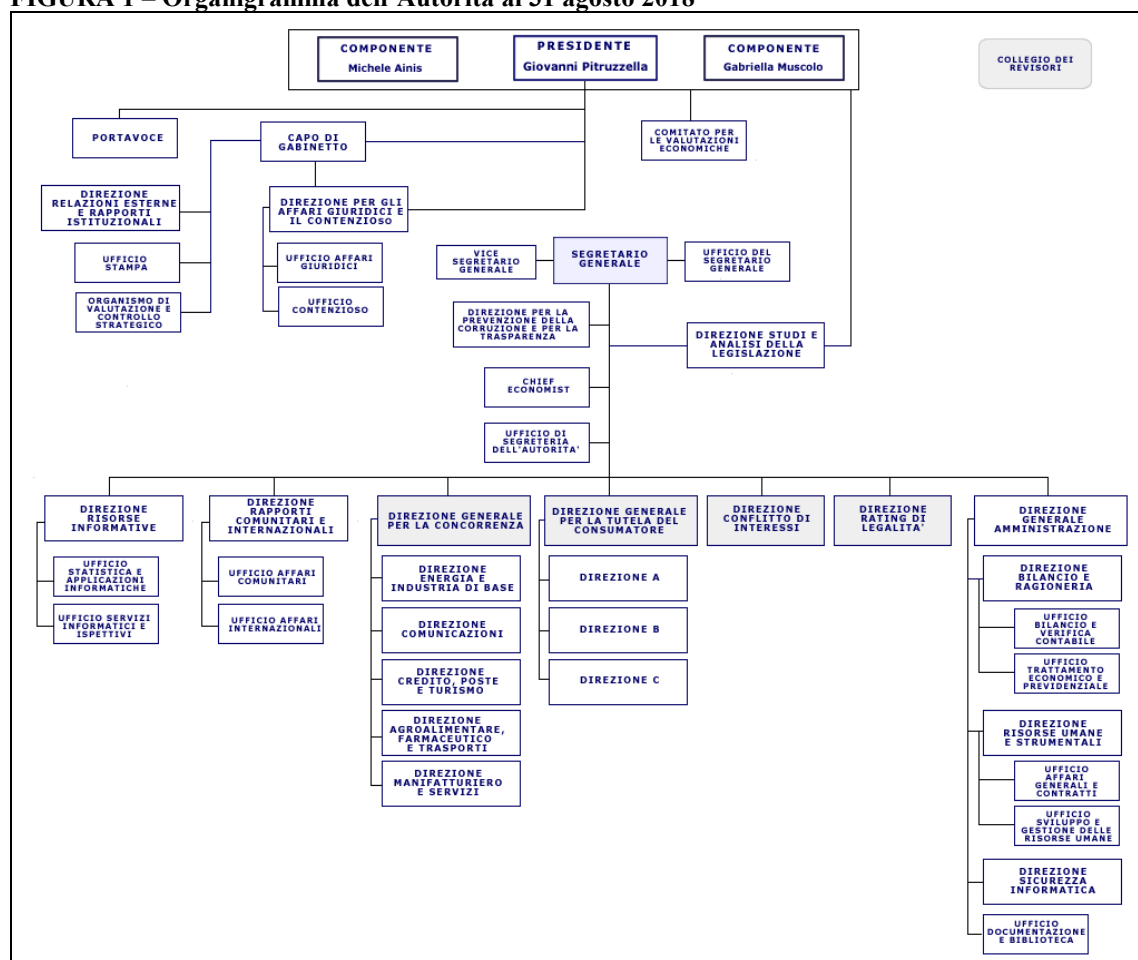 FIGURA 1 – Organigramma dell'Autorità al 31 agosto 2018
COMPONENTE
Michele Ainis
PRESIDENTE
Giovanni Pitruzzella
COMPONENTE
Gabriella Muscolo
COLLEGIO DEI
REVISORI
PORTAVOCE
CAPO DI
GABINETTO
COMITATO PER
LE VALUTAZIONI
ECONOMICHE
DIREZIONE
RELAZIONI ESTERNE
E RAPPORTI
ISTITUZIONALI
DIREZIONE PER GLI
AFFARI GIURIDICI E
IL CONTENZIOSO
UFFICIO
STAMPA
UFFICIO AFFARI
GIURIDICI
VICE
SEGRETARIO
GENERALE
SEGRETARIO
GENERALE
UFFICIO DEL
SEGRETARIO
GENERALE
ORGANISMO DI
VALUTAZIONE E
CONTROLLO
STRATEGICO
UFFICIO
CONTENZIOSO
DIREZIONE PER LA
PREVENZIONE DELLA
CORRUZIONE E PER LA
TRASPARENZA
DIREZIONE STUDI E
ANALISI DELLA
LEGISLAZIONE
CHIEF
ECONOMIST
UFFICIO DI
SEGRETERIA
DELL'AUTORITA'
DIREZIONE
RISORSE
INFORMATIVE
UFFICIO
STATISTICA E
APPLICAZIONI
INFORMATICHE
UFFICIO SERVIZI
INFORMATICI E
ISPETTIVI
DIREZIONE
RAPPORTI
COMUNITARI E
INTERNAZIONALI
UFFICIO AFFARI
COMUNITARI
UFFICIO AFFARI
INTERNAZIONALI
DIREZIONE GENERALE
PER LA CONCORRENZA
DIREZIONE
ENERGIA E
INDUSTRIA DI BASE
DIREZIONE
COMUNICAZIONI
DIREZIONE
CREDITO, POSTE
E TURISMO
DIREZIONE
AGROALIMENTARE,
FARMACEUTICO
E TRASPORTI
DIREZIONE
MANIFATTURIERO
E SERVIZI
DIREZIONE GENERALE
PER LA TUTELA DEL
CONSUMATORE
DIREZIONE A
DIREZIONE B
DIREZIONE C
DIREZIONE
CONFLITTO DI
INTERESSI
DIREZIONE
RATING DI
LEGALITA'
DIREZIONE
GENERALE
AMMINISTRAZIONE
DIREZIONE
BILANCIO E
RAGIONERIA
UFFICIO
BILANCIO E
VERIFICA
CONTABILE
UFFICIO
TRATTAMENTO
ECONOMICO E
PREVIDENZIALE
DIREZIONE
RISORSE UMANE
E STRUMENTALI
UFFICIO
AFFARI
GENERALI E
CONTRATTI
UFFICIO
SVILUPPO E
GESTIONE DELLE
RISORSE UMANE
DIREZIONE
SICUREZZA
INFORMATICA
UFFICIO
DOCUMENTAZIONE
E BIBLIOTECA